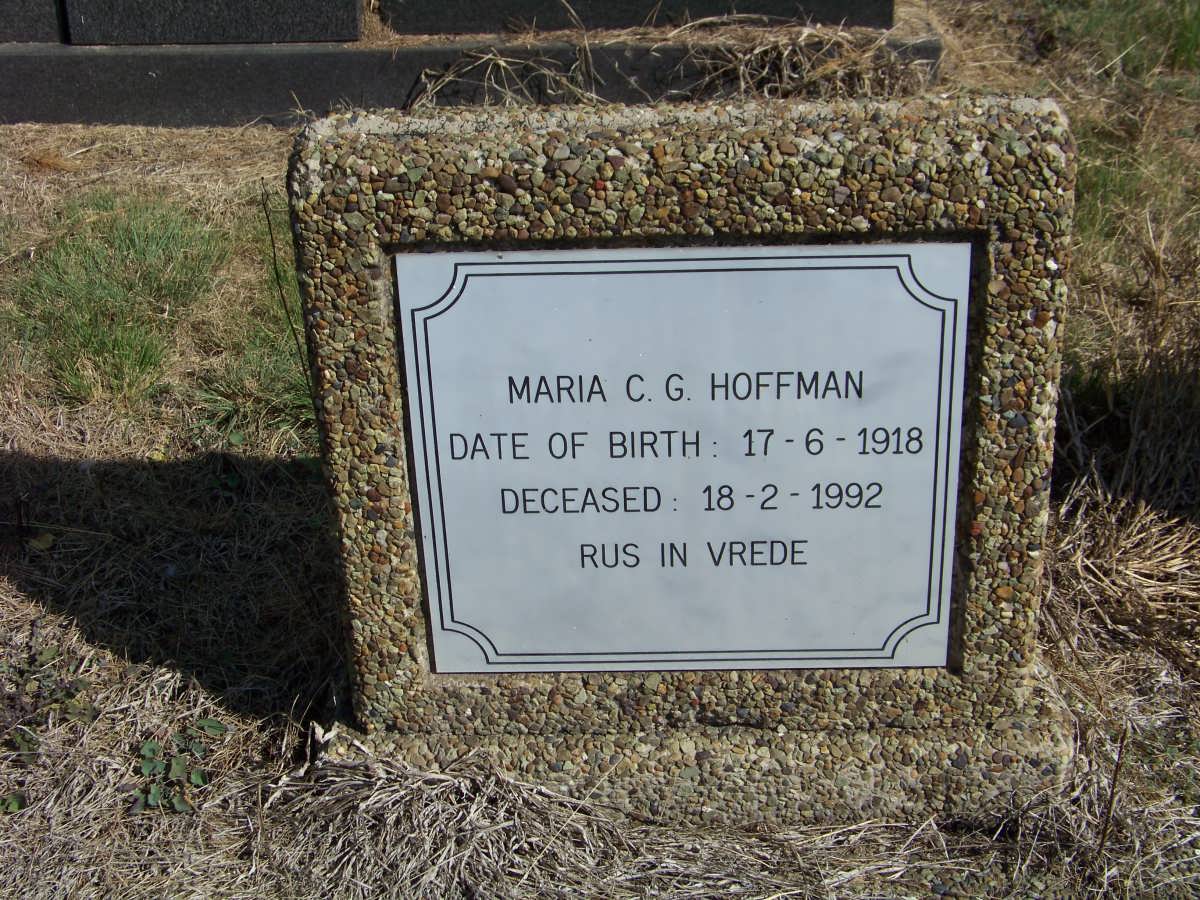 MARIA C. G. HOFFMAN
DATE OF BIRTH : 17 - 6 - 1918
DECEASED : 18 - 2 - 1992
RUS IN VREDE